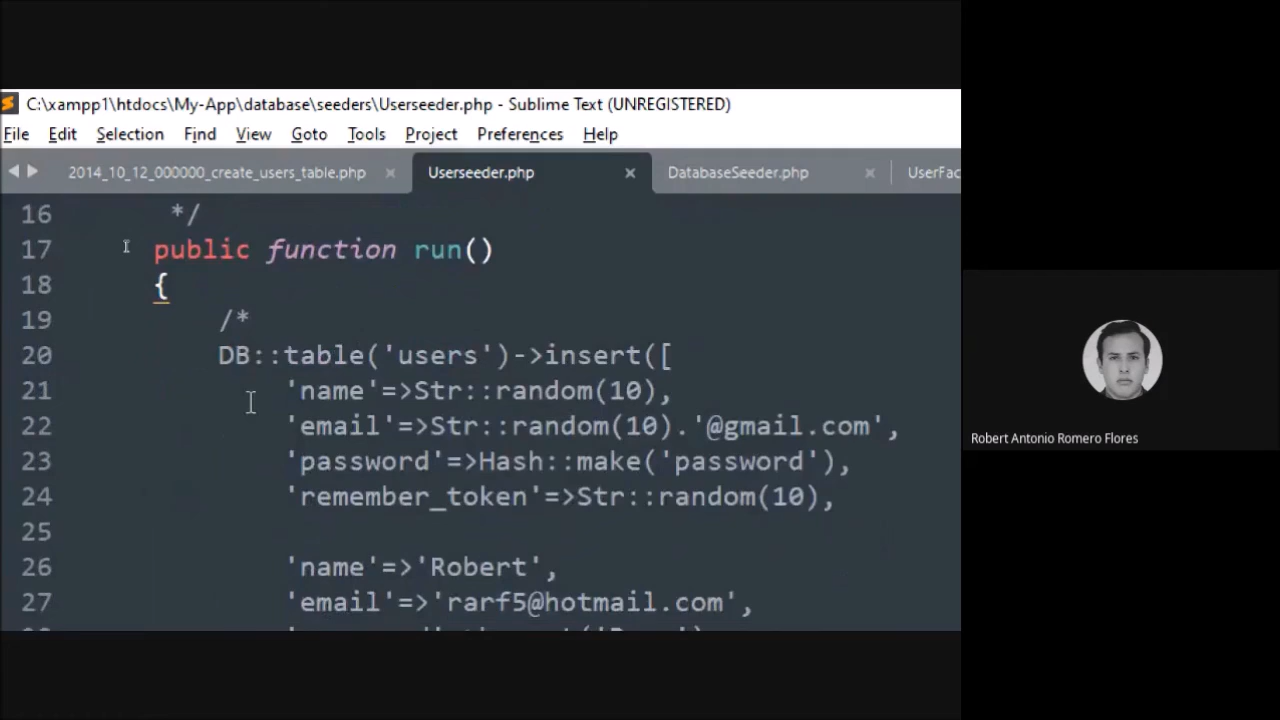 C:\xampp1\htdocs\My-App\database\seeders\Userseeder.php - Sublime Text (UNREGISTERED)
File Edit Selection Find View Goto Tools Project Preferences Help
2014_10_12_000000_create_users_table.php × Userseeder.php × DatabaseSeeder.php × UserFac
16 */
17 public function run()
18 {
19 /*
20 DB::table('users')->insert([
21 'name'=>Str::random(10),
22 'email'=>Str::random(10).'@gmail.com',
23 'password'=>Hash::make('password'),
24 'remember_token'=>Str::random(10),
25
26 'name'=>'Robert',
27 'email'=>'rarf5@hotmail.com',
Robert Antonio Romero Flores